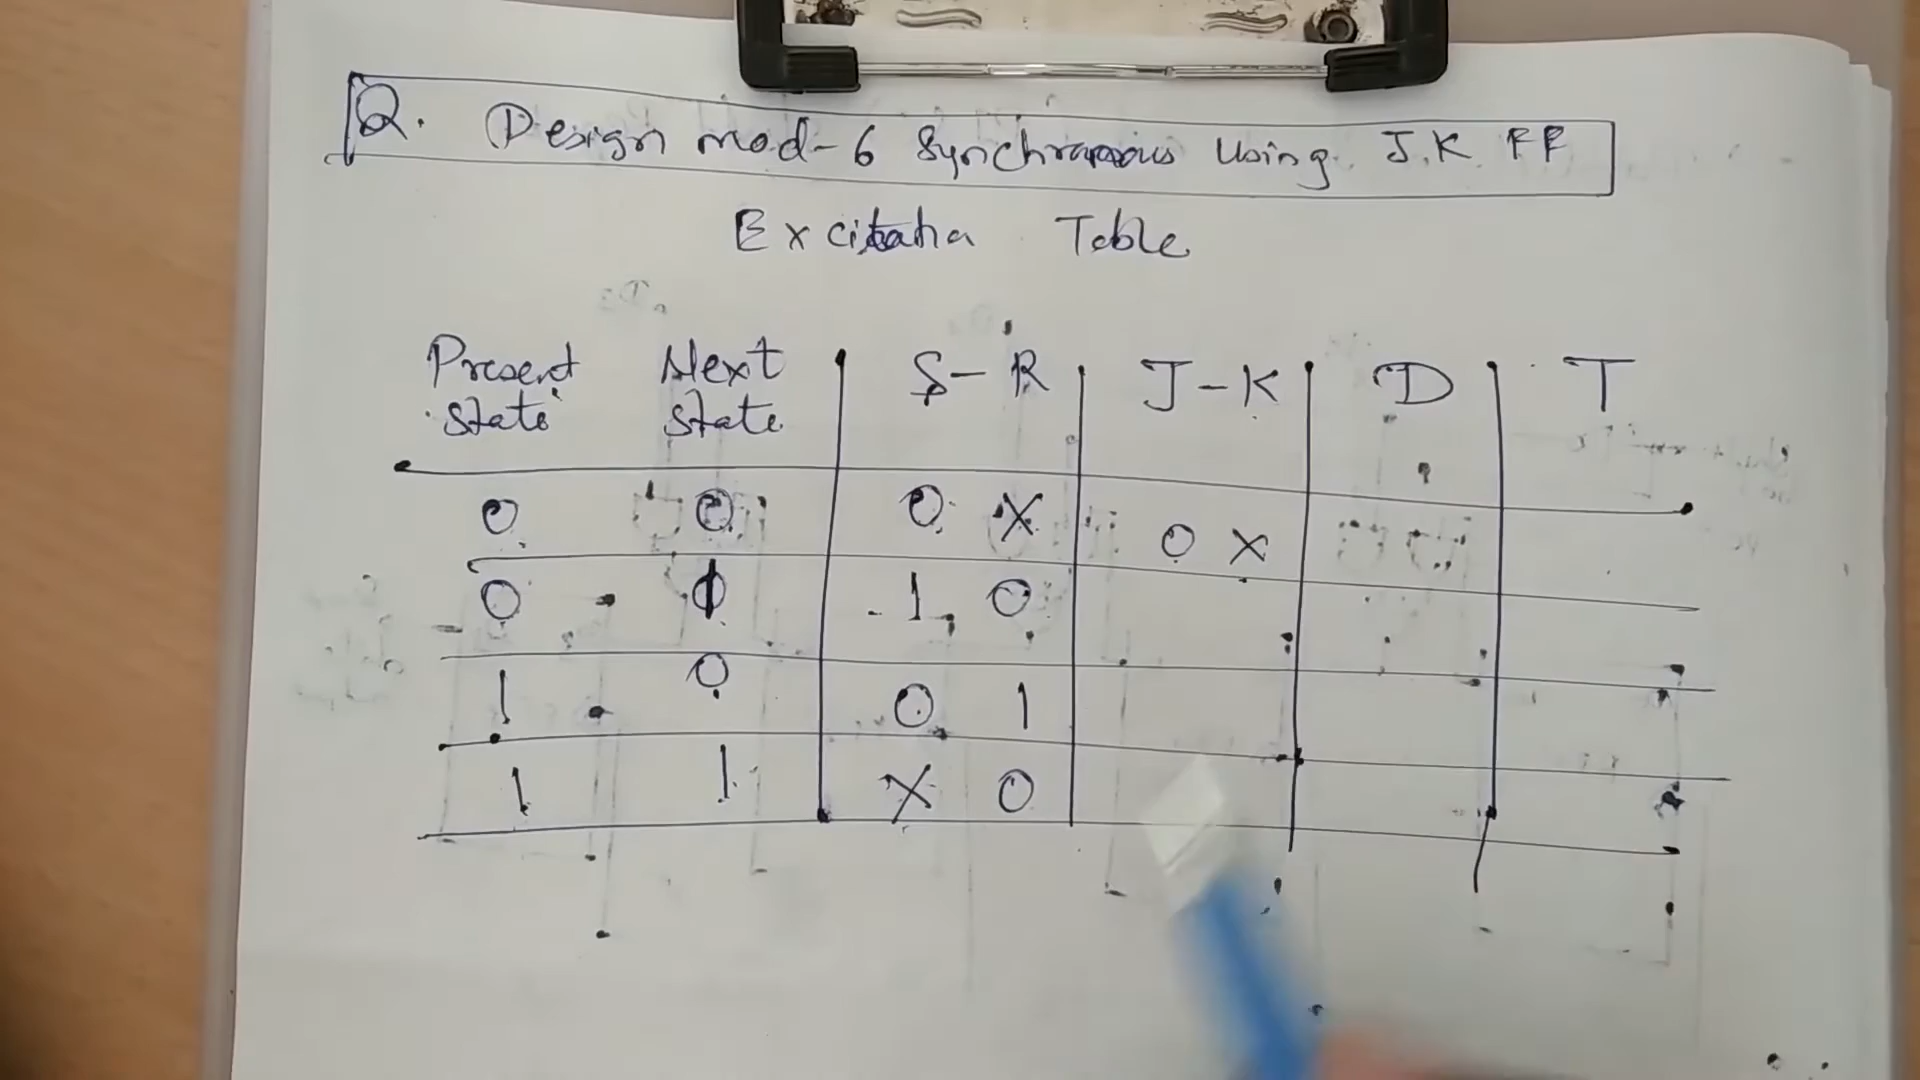 Q. Design mod-6 Synchronous Using J.K FF
Excitation Table
Present state Next state S-R J-K D T
0 0 0 X 0 X
0 1 1 0
1 0 0 1
1 1 X 0